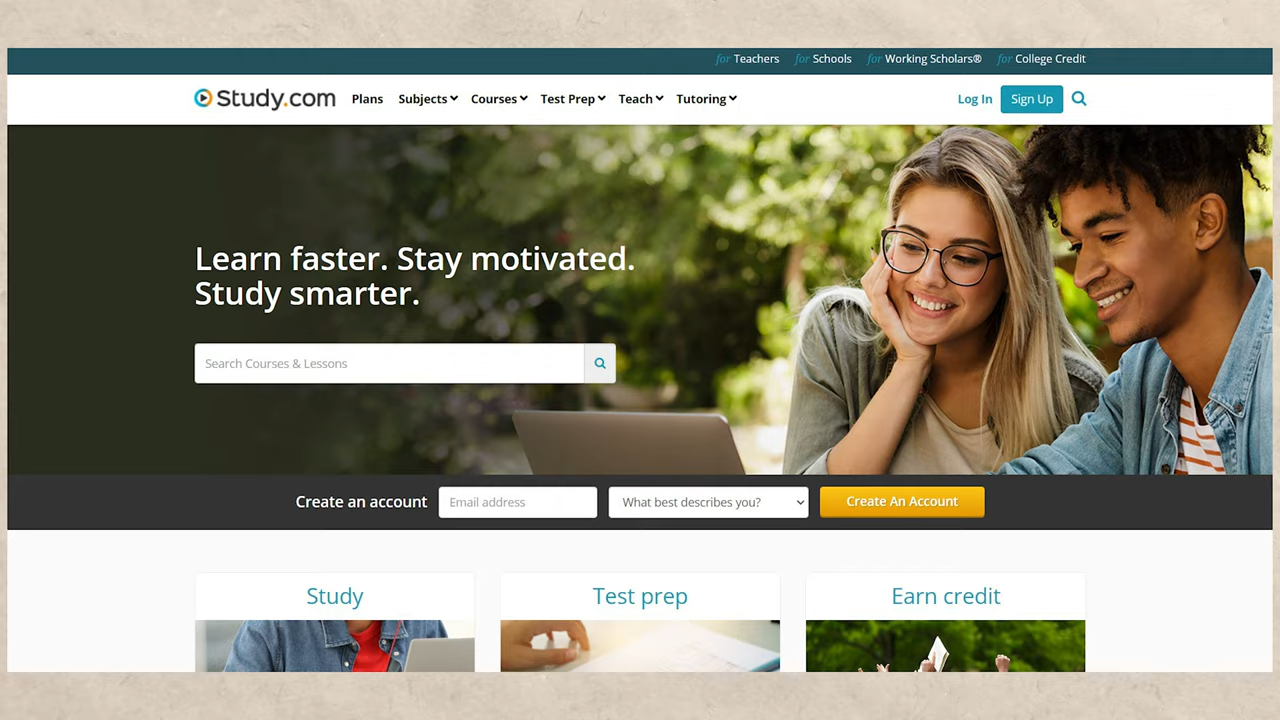 for Teachers for Schools for Working Scholars® for College Credit
Study.com Plans Subjects Courses Test Prep Teach Tutoring Log In Sign Up
Learn faster. Stay motivated.
Study smarter.
Search Courses & Lessons
Create an account Email address What best describes you? Create An Account
Study Test prep Earn credit